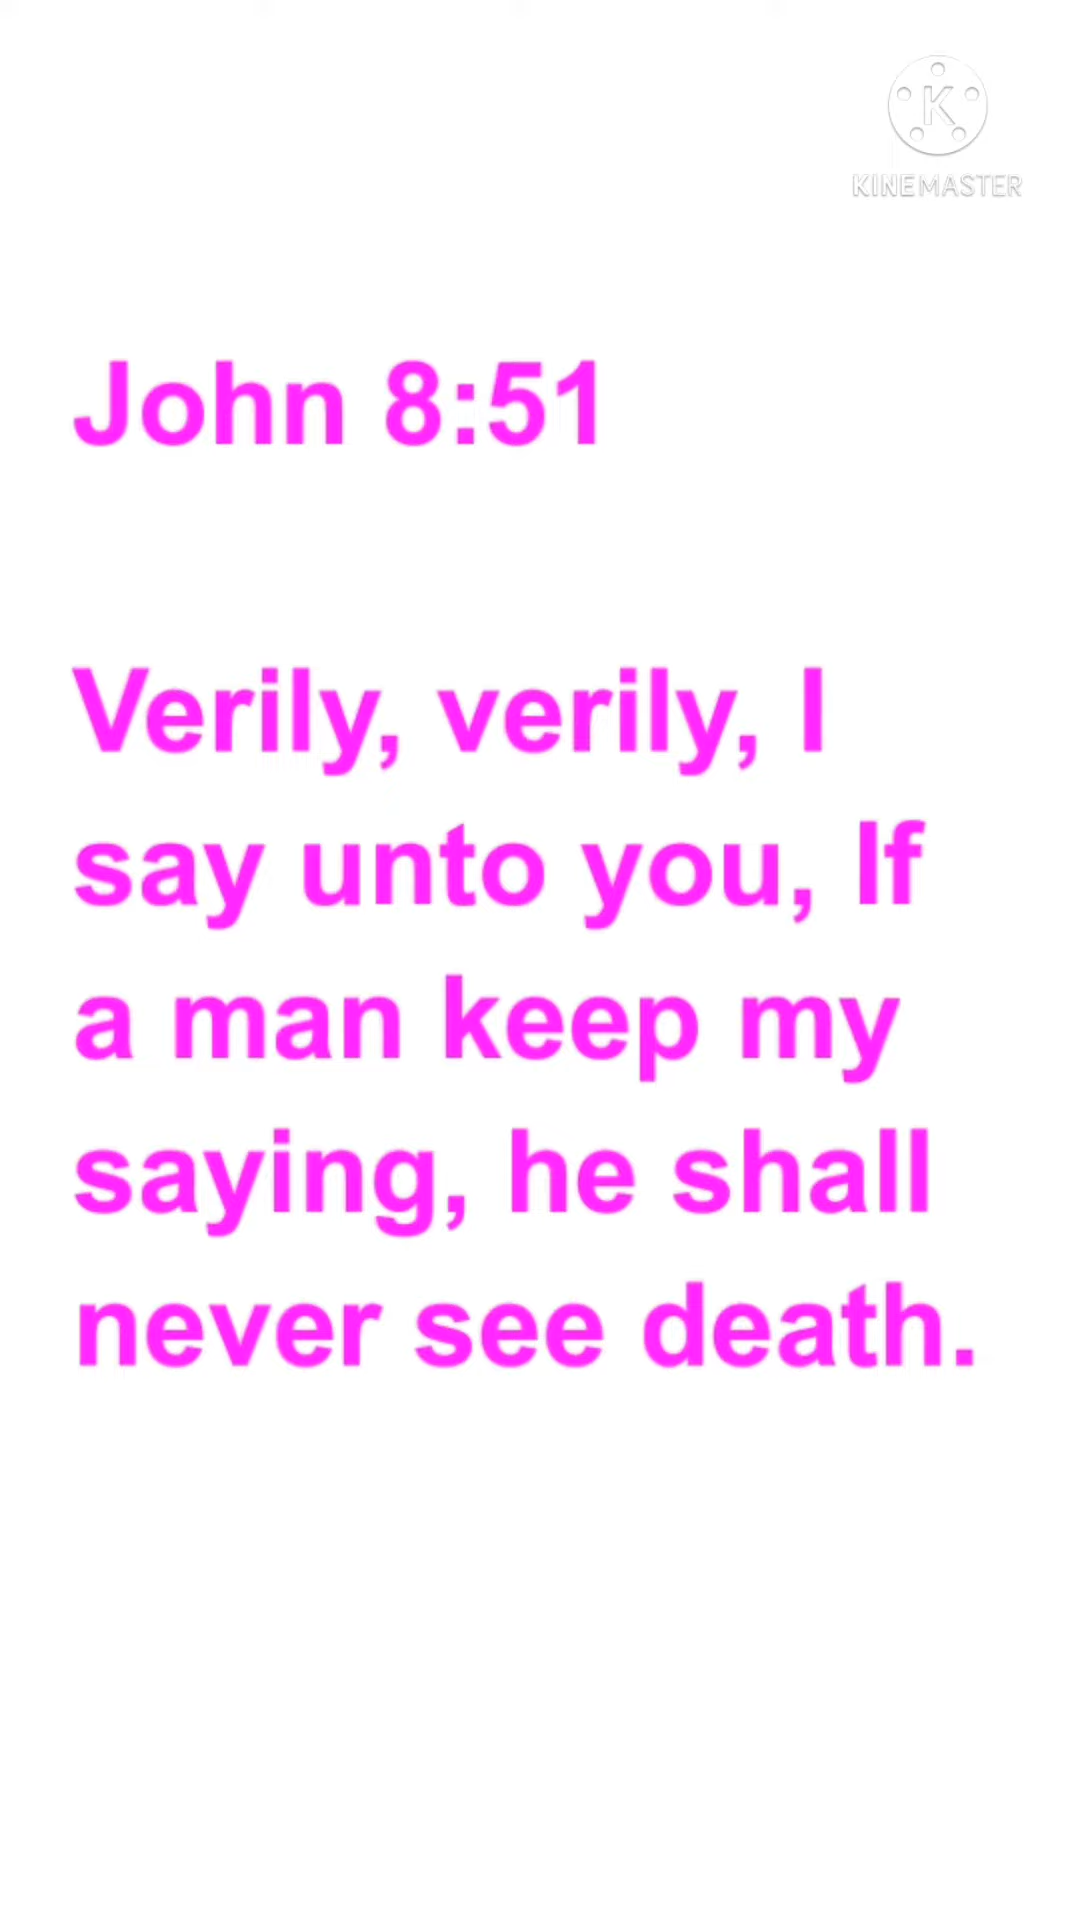 K
KINEMASTER
John 8:51
Verily, verily, I
say unto you, If
a man keep my
saying, he shall
never see death.